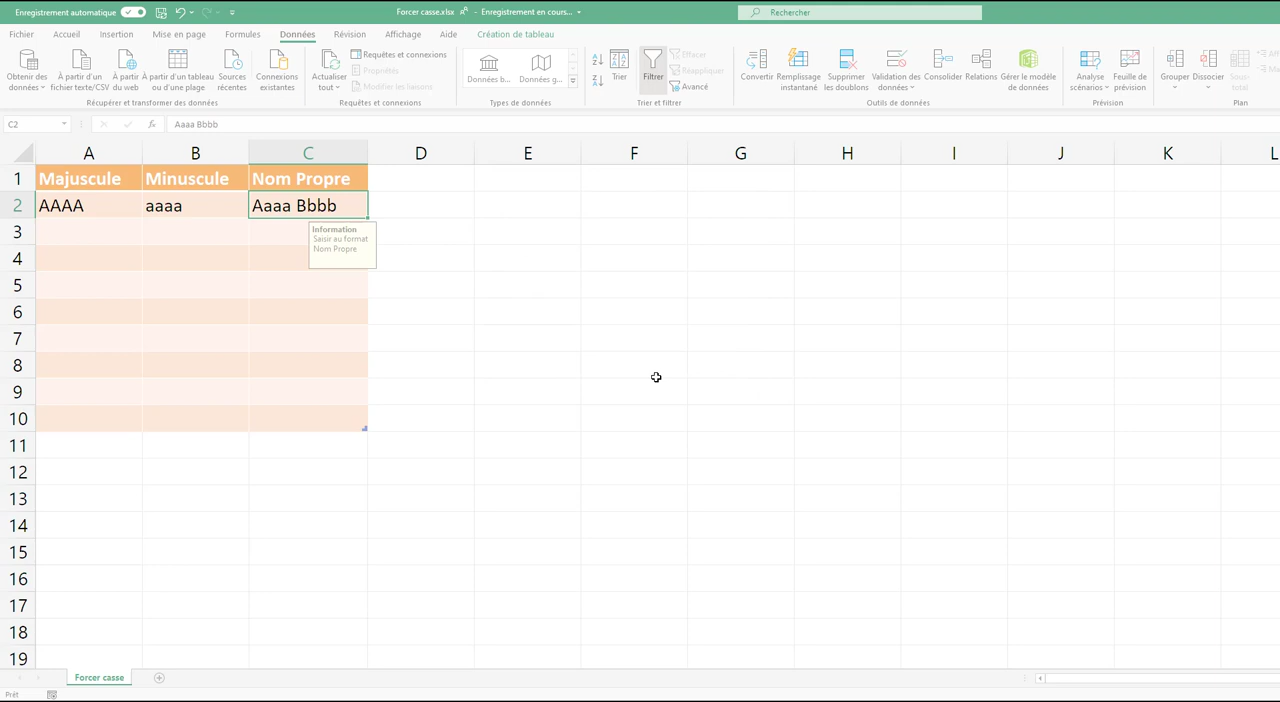 Enregistrement automatique
Forcer casse.xlsx
Enregistrement en cours...
Rechercher
Fichier Accueil Insertion Mise en page Formules Données Révision Affichage Aide Création de tableau
Obtenir des données
À partir d'un fichier texte/CSV
À partir du web
À partir d'un tableau ou d'une plage
Sources récentes
Connexions existantes
Récupérer et transformer des données
Actualiser tout
Requêtes et connexions
Propriétés
Modifier les liaisons
Requêtes et connexions
Données b...
Données g...
Types de données
Trier
Filtrer
Effacer
Réappliquer
Avancé
Trier et filtrer
Convertir
Remplissage instantané
Supprimer les doublons
Validation des données
Consolider
Relations
Gérer le modèle de données
Outils de données
Analyse scénarios
Feuille de prévision
Prévision
Grouper
Dissocier
Sous-total
Plan
C2
fx
Aaaa Bbbb
A B C D E F G H I J K L
1 Majuscule Minuscule Nom Propre
2 AAAA aaaa Aaaa Bbbb
3
Information
Saisir au format
Nom Propre
4
5
6
7
8
9
10
11
12
13
14
15
16
17
18
19
Forcer casse
Prêt